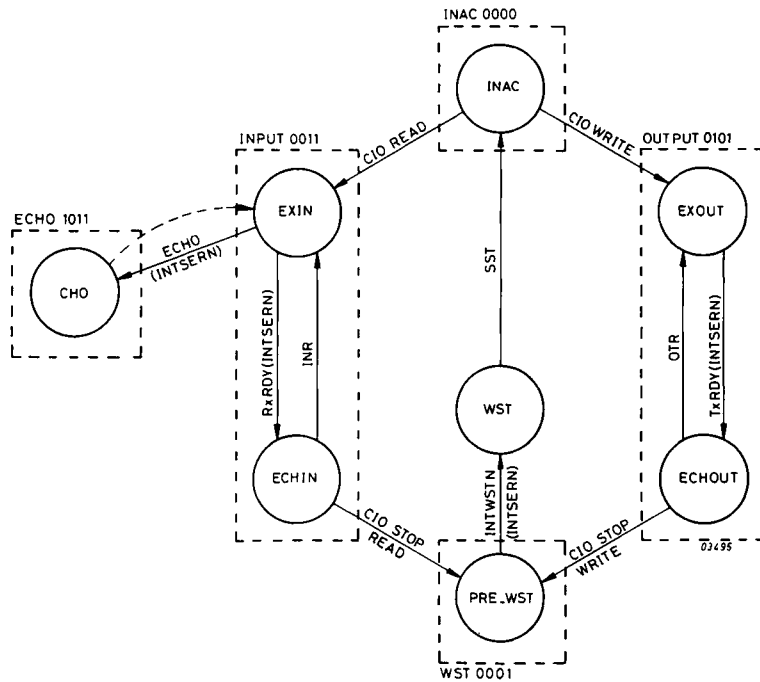 INAC 0000
INAC
CIO READ
CIO WRITE
INPUT 0011
OUTPUT 0101
EXIN
EXOUT
ECHO 1011
ECHO
(INTSERN)
CHO
SST
RxRDY(INTSERN)
INR
OTR
TxRDY(INTSERN)
WST
ECHIN
ECHOUT
INTWSTN
(INTSERN)
CIO STOP
READ
CIO STOP
WRITE
03495
PRE_WST
WST 0001